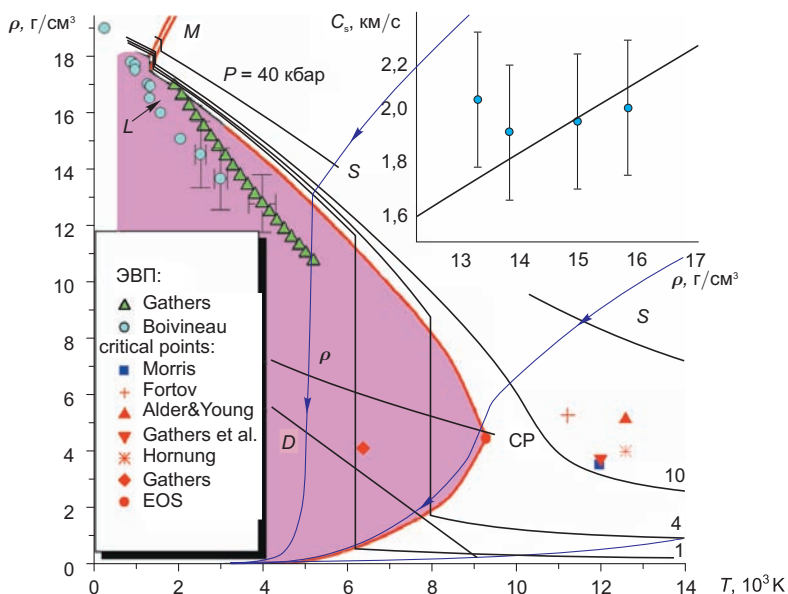 ρ, г/см³
18
16
14
12
10
8
6
4
2
0
0
2
4
6
8
10
12
14
T, 10³ K
M
P = 40 кбар
L
S
S
ρ
D
CP
10
4
1
ЭВП:
Gathers
Boivineau
critical points:
Morris
Fortov
Alder&Young
Gathers et al.
Hornung
Gathers
EOS
C_s, км/с
2,2
2,0
1,8
1,6
13
14
15
16
17
ρ, г/см³